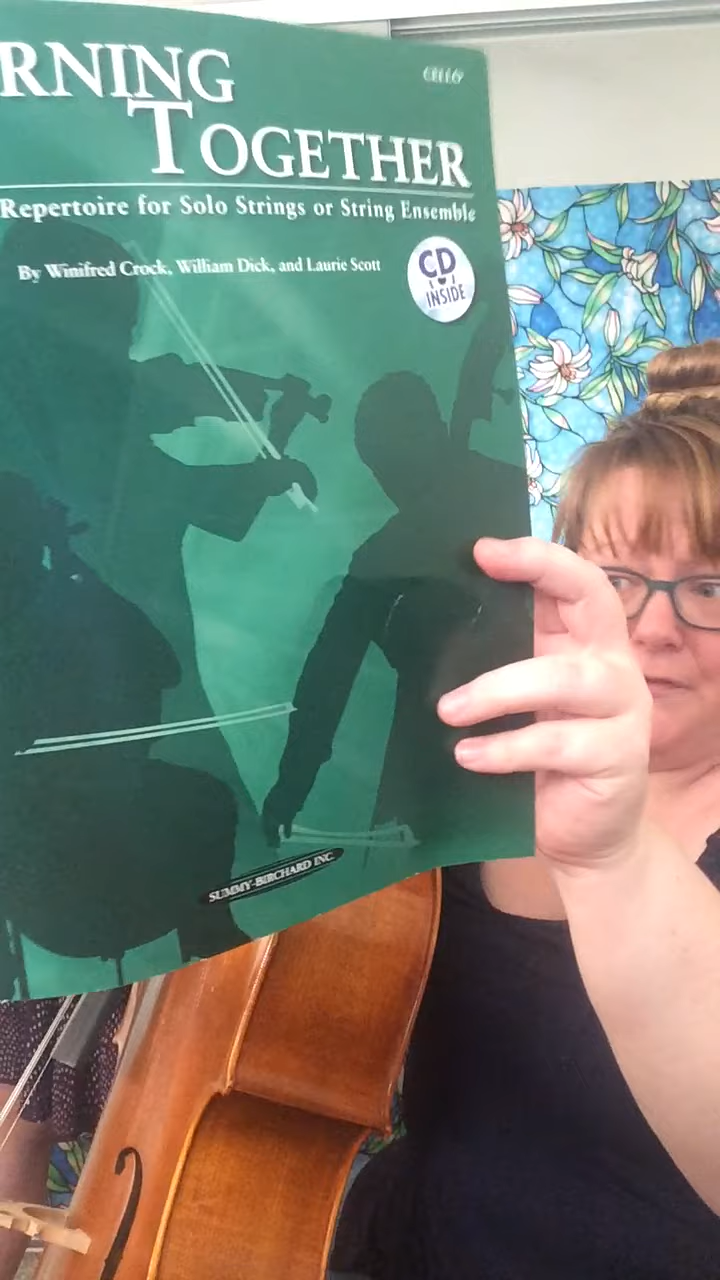 CELLO
RNING
TOGETHER
Repertoire for Solo Strings or String Ensemble
By Winifred Crock, William Dick, and Laurie Scott
CD
INSIDE
SUMMY-BIRCHARD INC.